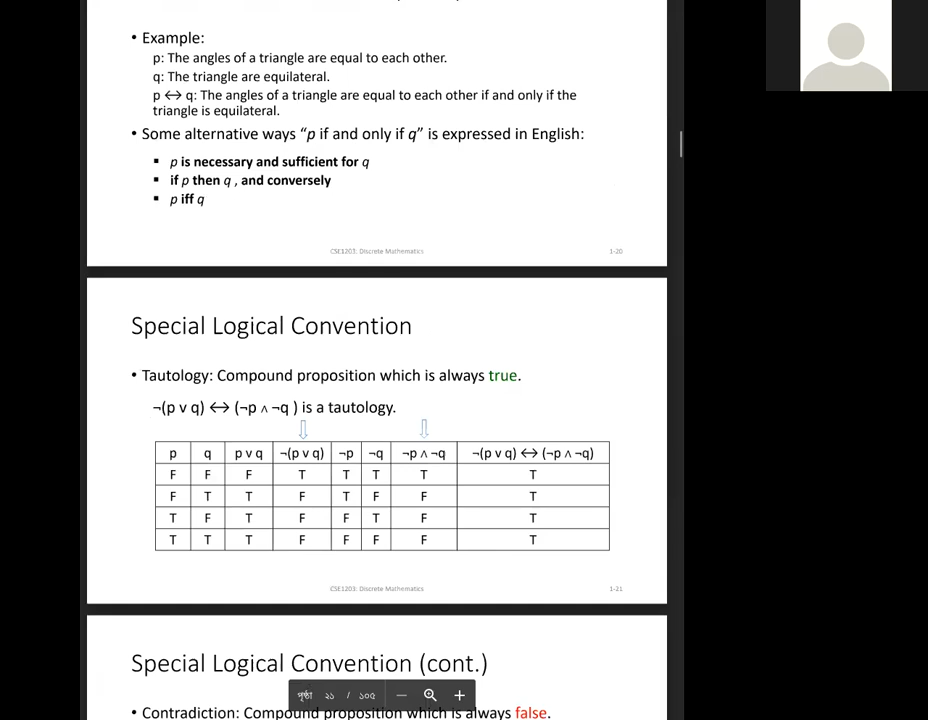 • Example:
p: The angles of a triangle are equal to each other.
q: The triangle are equilateral.
p ↔ q: The angles of a triangle are equal to each other if and only if the
triangle is equilateral.
• Some alternative ways “p if and only if q” is expressed in English:
▪ p is necessary and sufficient for q
▪ if p then q , and conversely
▪ p iff q
CSE1203: Discrete Mathematics 1-20
Special Logical Convention
• Tautology: Compound proposition which is always true.
¬(p v q) ↔ (¬p ∧ ¬q ) is a tautology.
p q p v q ¬(p v q) ¬p ¬q ¬p ∧ ¬q ¬(p v q) ↔ (¬p ∧ ¬q)
F F F T T T T T
F T T F T F F T
T F T F F T F T
T T T F F F F T
CSE1203: Discrete Mathematics 1-21
Special Logical Convention (cont.)
পৃষ্ঠা ২১ / ১০৫
• Contradiction: Compound proposition which is always false.